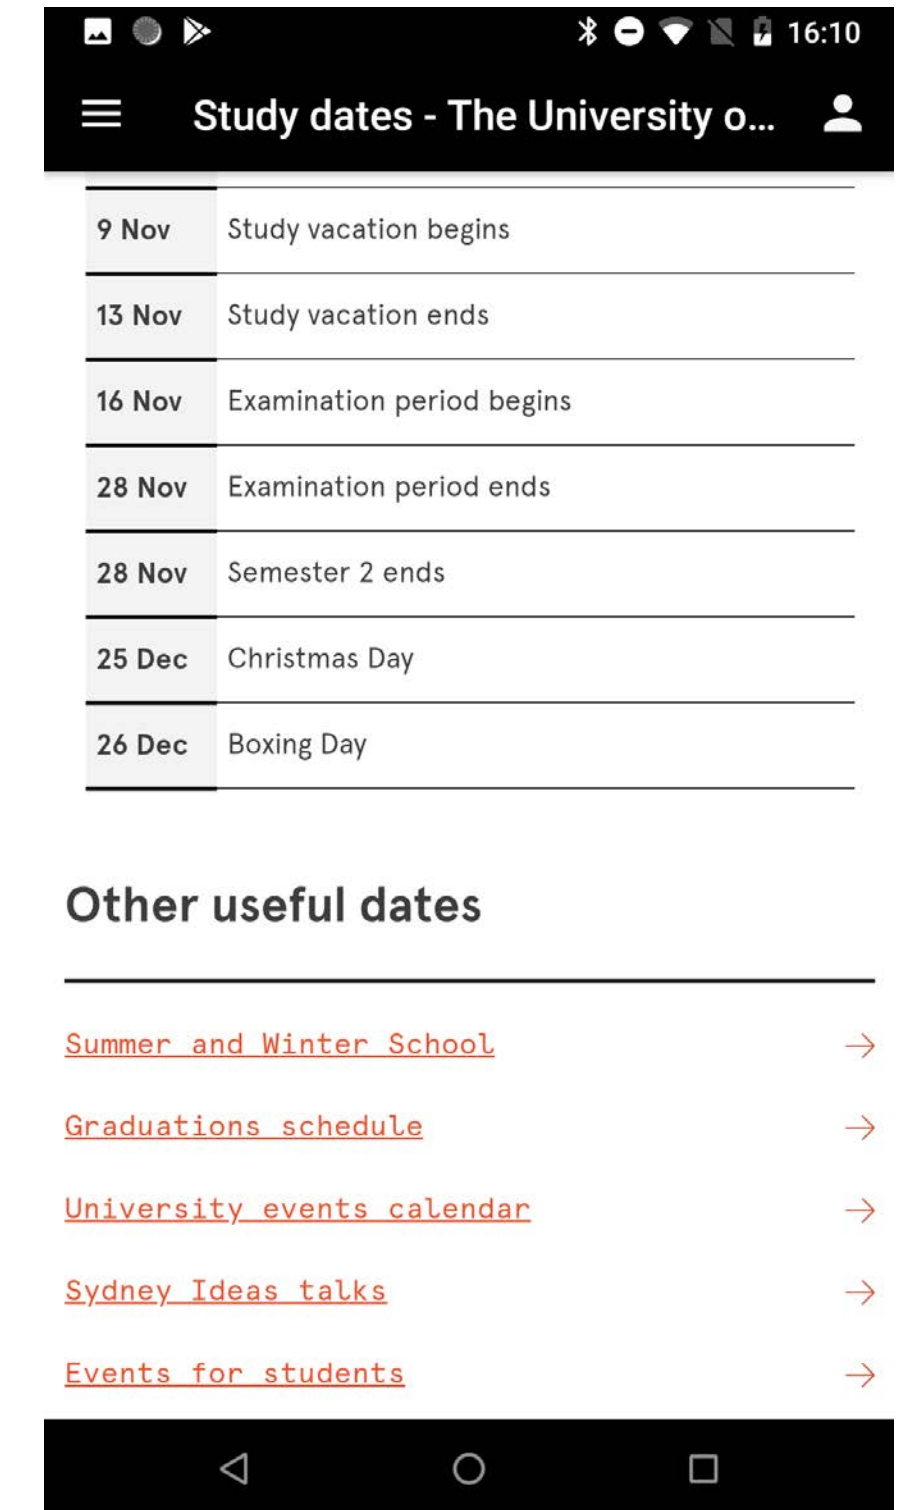 16:10
Study dates - The University o...
9 Nov Study vacation begins
13 Nov Study vacation ends
16 Nov Examination period begins
28 Nov Examination period ends
28 Nov Semester 2 ends
25 Dec Christmas Day
26 Dec Boxing Day
Other useful dates
Summer and Winter School
Graduations schedule
University events calendar
Sydney Ideas talks
Events for students